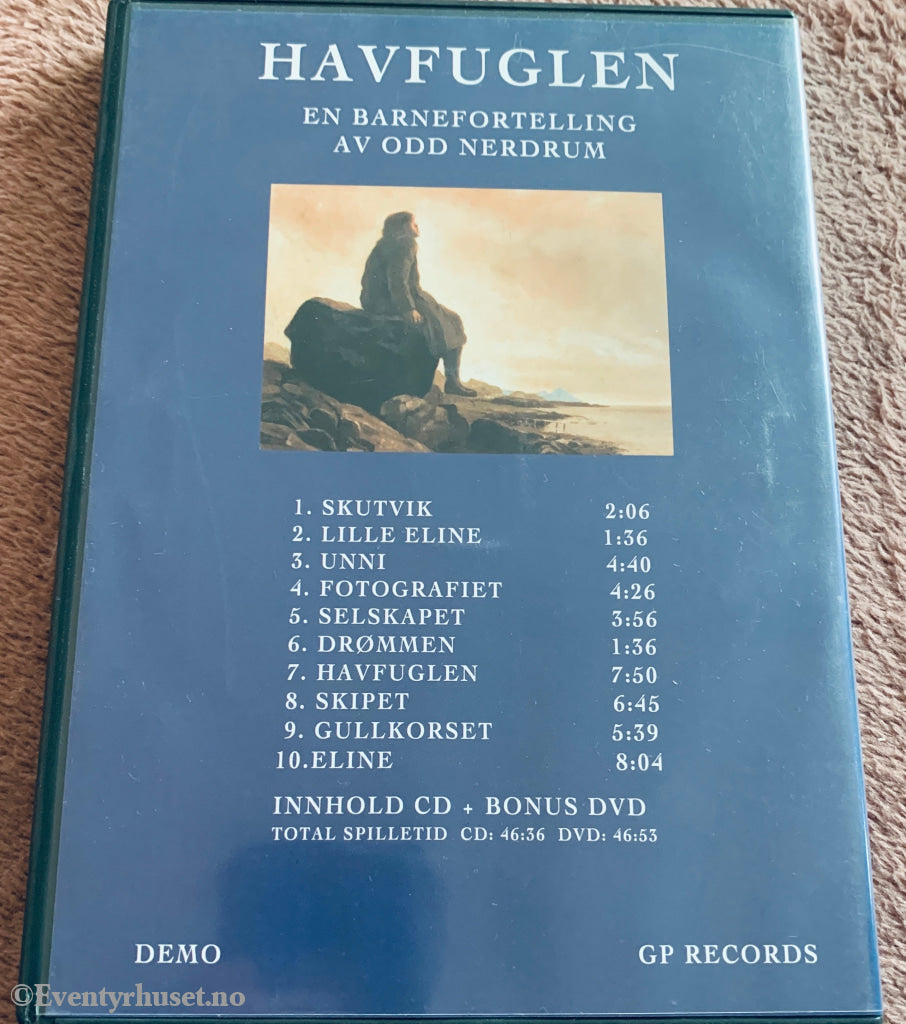 HAVFUGLEN
EN BARNEFORTELLING
AV ODD NERDRUM
1. SKUTVIK 2:06
2. LILLE ELINE 1:36
3. UNNI 4:40
4. FOTOGRAFIET 4:26
5. SELSKAPET 3:56
6. DRØMMEN 1:36
7. HAVFUGLEN 7:50
8. SKIPET 6:45
9. GULLKORSET 5:39
10.ELINE 8:04
INNHOLD CD + BONUS DVD
TOTAL SPILLETID CD: 46:36 DVD: 46:53
DEMO GP RECORDS
©Eventyrhuset.no